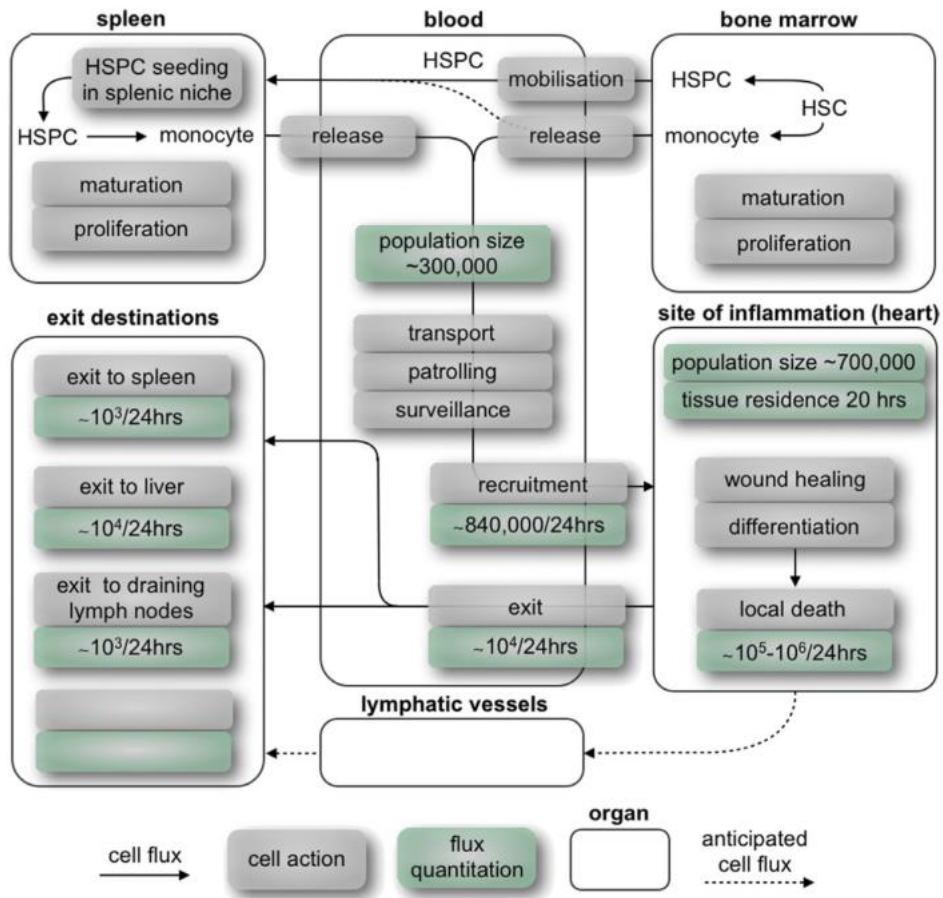 spleen
blood
bone marrow
HSPC seeding
in splenic niche
HSPC
monocyte
maturation
proliferation
release
HSPC
mobilisation
release
HSPC
HSC
monocyte
maturation
proliferation
population size
~300,000
transport
patrolling
surveillance
recruitment
~840,000/24hrs
exit
~10⁴/24hrs
exit destinations
exit to spleen
~10³/24hrs
exit to liver
~10⁴/24hrs
exit to draining
lymph nodes
~10³/24hrs
site of inflammation (heart)
population size ~700,000
tissue residence 20 hrs
wound healing
differentiation
local death
~10⁵-10⁶/24hrs
lymphatic vessels
cell flux
cell action
flux
quantitation
organ
anticipated
cell flux